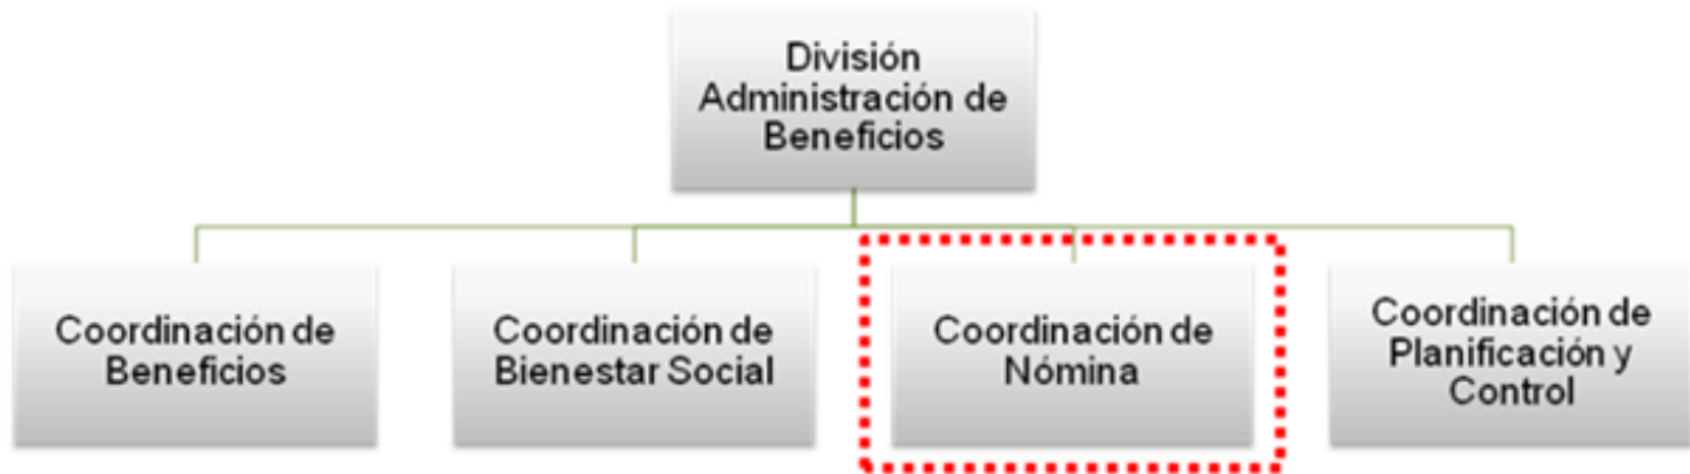 División
Administración de
Beneficios
Coordinación de
Beneficios
Coordinación de
Bienestar Social
Coordinación de
Nómina
Coordinación de
Planificación y
Control